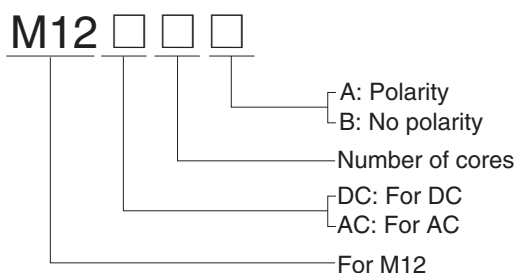 M12 □ □ □
A: Polarity
B: No polarity
Number of cores
DC: For DC
AC: For AC
For M12